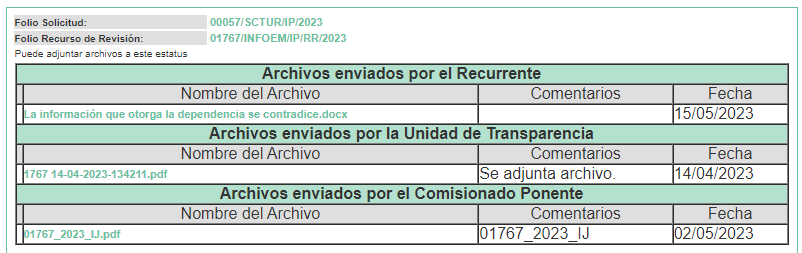 Folio Solicitud: 00057/SCTUR/IP/2023
Folio Recurso de Revisión: 01767/INFOEM/IP/RR/2023
Puede adjuntar archivos a este estatus
Archivos enviados por el Recurrente
Nombre del Archivo Comentarios Fecha
La información que otorga la dependencia se contradice.docx 15/05/2023
Archivos enviados por la Unidad de Transparencia
Nombre del Archivo Comentarios Fecha
1767 14-04-2023-134211.pdf Se adjunta archivo. 14/04/2023
Archivos enviados por el Comisionado Ponente
Nombre del Archivo Comentarios Fecha
01767_2023_IJ.pdf 01767_2023_IJ 02/05/2023